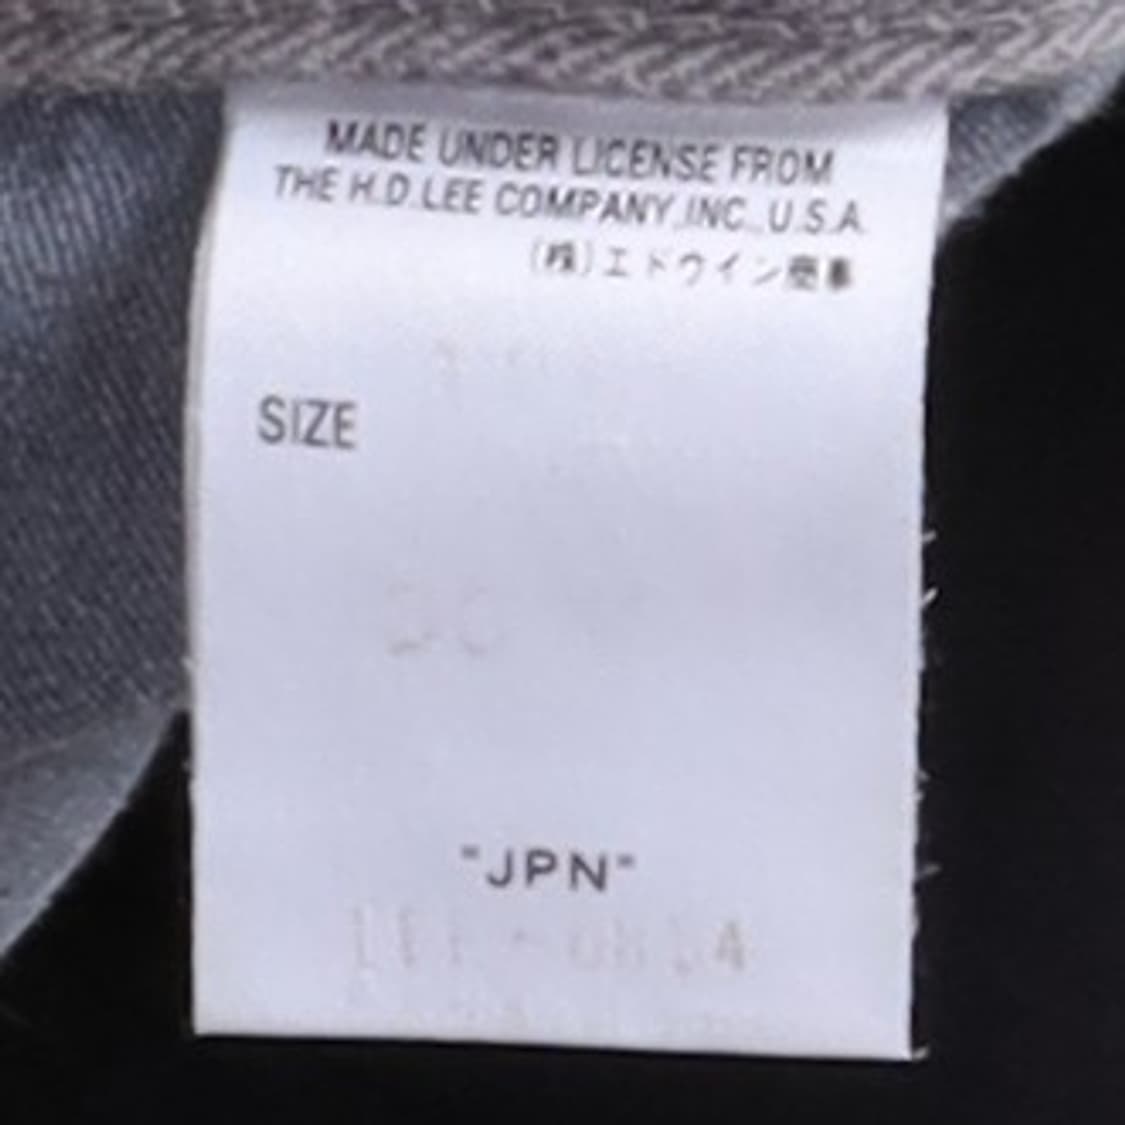 MADE UNDER LICENSE FROM
THE H.D.LEE COMPANY,INC.,U.S.A.
(株)エドウイン商事
SIZE
"JPN"